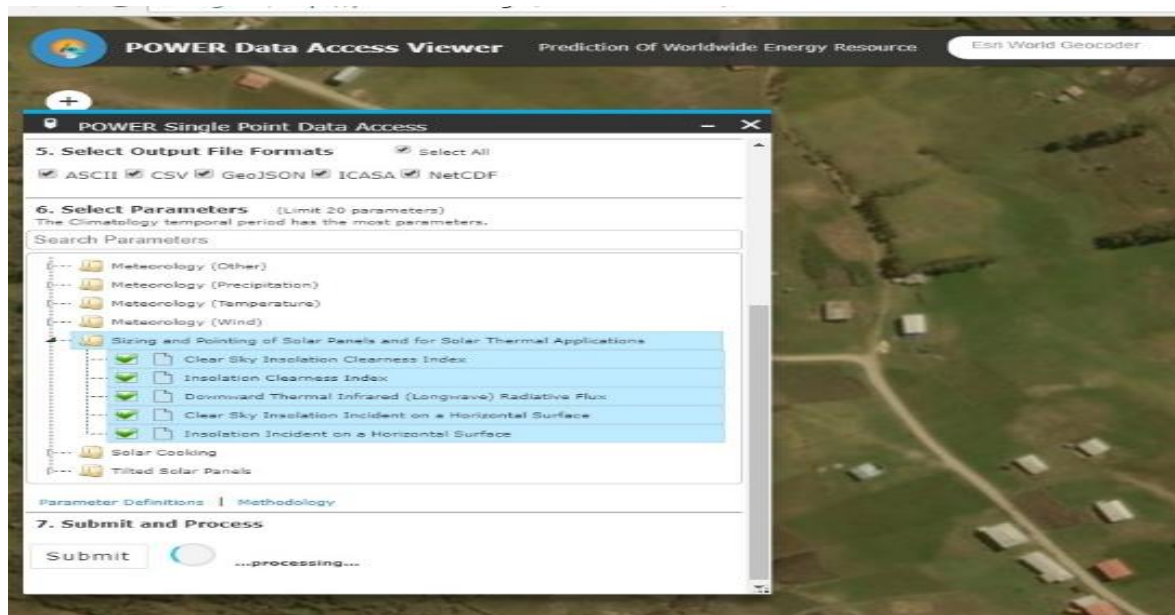 POWER Data Access Viewer Prediction Of Worldwide Energy Resource Esri World Geocoder
POWER Single Point Data Access
5. Select Output File Formats Select All
ASCII CSV GeoJSON ICASA NetCDF
6. Select Parameters (Limit 20 parameters)
The Climatology temporal period has the most parameters.
Search Parameters
Meteorology (Other)
Meteorology (Precipitation)
Meteorology (Temperature)
Meteorology (Wind)
Sizing and Pointing of Solar Panels and for Solar Thermal Applications
Clear Sky Insolation Clearness Index
Insolation Clearness Index
Downward Thermal Infrared (Longwave) Radiative Flux
Clear Sky Insolation Incident on a Horizontal Surface
Insolation Incident on a Horizontal Surface
Solar Cooking
Tilted Solar Panels
Parameter Definitions | Methodology
7. Submit and Process
Submit ...processing...